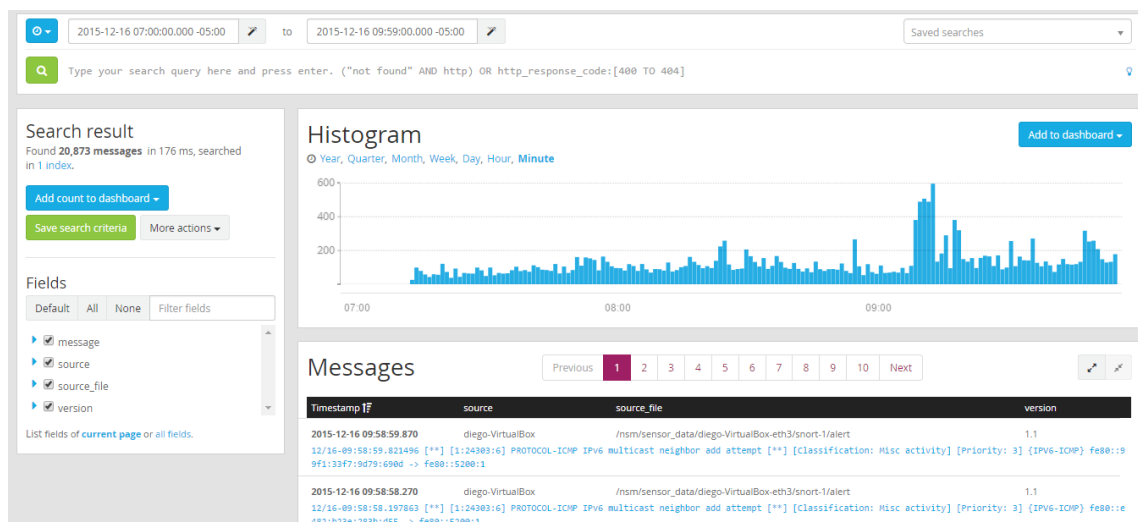 2015-12-16 07:00:00.000 -05:00 to 2015-12-16 09:59:00.000 -05:00 Saved searches
Type your search query here and press enter. ("not found" AND http) OR http_response_code:[400 TO 404]
Search result
Found 20,873 messages in 176 ms, searched
in 1 index.
Add count to dashboard
Save search criteria More actions
Fields
Default All None Filter fields
message
source
source_file
version
List fields of current page or all fields.
Histogram
Add to dashboard
Year, Quarter, Month, Week, Day, Hour, Minute
600
400
200
07:00 08:00 09:00
Messages
Previous 1 2 3 4 5 6 7 8 9 10 Next
Timestamp source source_file version
2015-12-16 09:58:59.870 diego-VirtualBox /nsm/sensor_data/diego-VirtualBox-eth3/snort-1/alert 1.1
12/16-09:58:59.821496 [**] [1:24303:6] PROTOCOL-ICMP IPv6 multicast neighbor add attempt [**] [Classification: Misc activity] [Priority: 3] {IPV6-ICMP} fe80::9
9f1:33f7:9d79:690d -> fe80::5200:1
2015-12-16 09:58:58.270 diego-VirtualBox /nsm/sensor_data/diego-VirtualBox-eth3/snort-1/alert 1.1
12/16-09:58:58.197863 [**] [1:24303:6] PROTOCOL-ICMP IPv6 multicast neighbor add attempt [**] [Classification: Misc activity] [Priority: 3] {IPV6-ICMP} fe80::e
-> fe80::5200:1